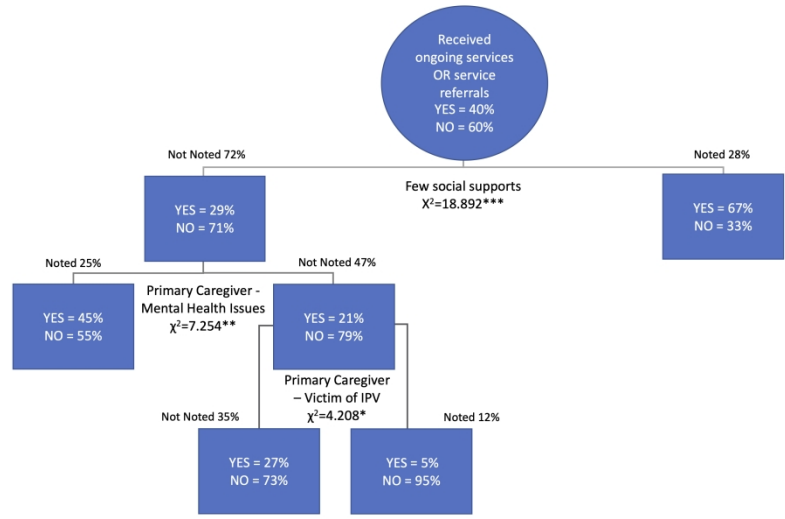 Received
ongoing services
OR service
referrals
YES = 40%
NO = 60%
Not Noted 72%
Noted 28%
Few social supports
X²=18.892***
YES = 29%
NO = 71%
YES = 67%
NO = 33%
Noted 25%
Not Noted 47%
Primary Caregiver -
Mental Health Issues
χ²=7.254**
YES = 45%
NO = 55%
YES = 21%
NO = 79%
Primary Caregiver
– Victim of IPV
χ²=4.208*
Not Noted 35%
Noted 12%
YES = 27%
NO = 73%
YES = 5%
NO = 95%